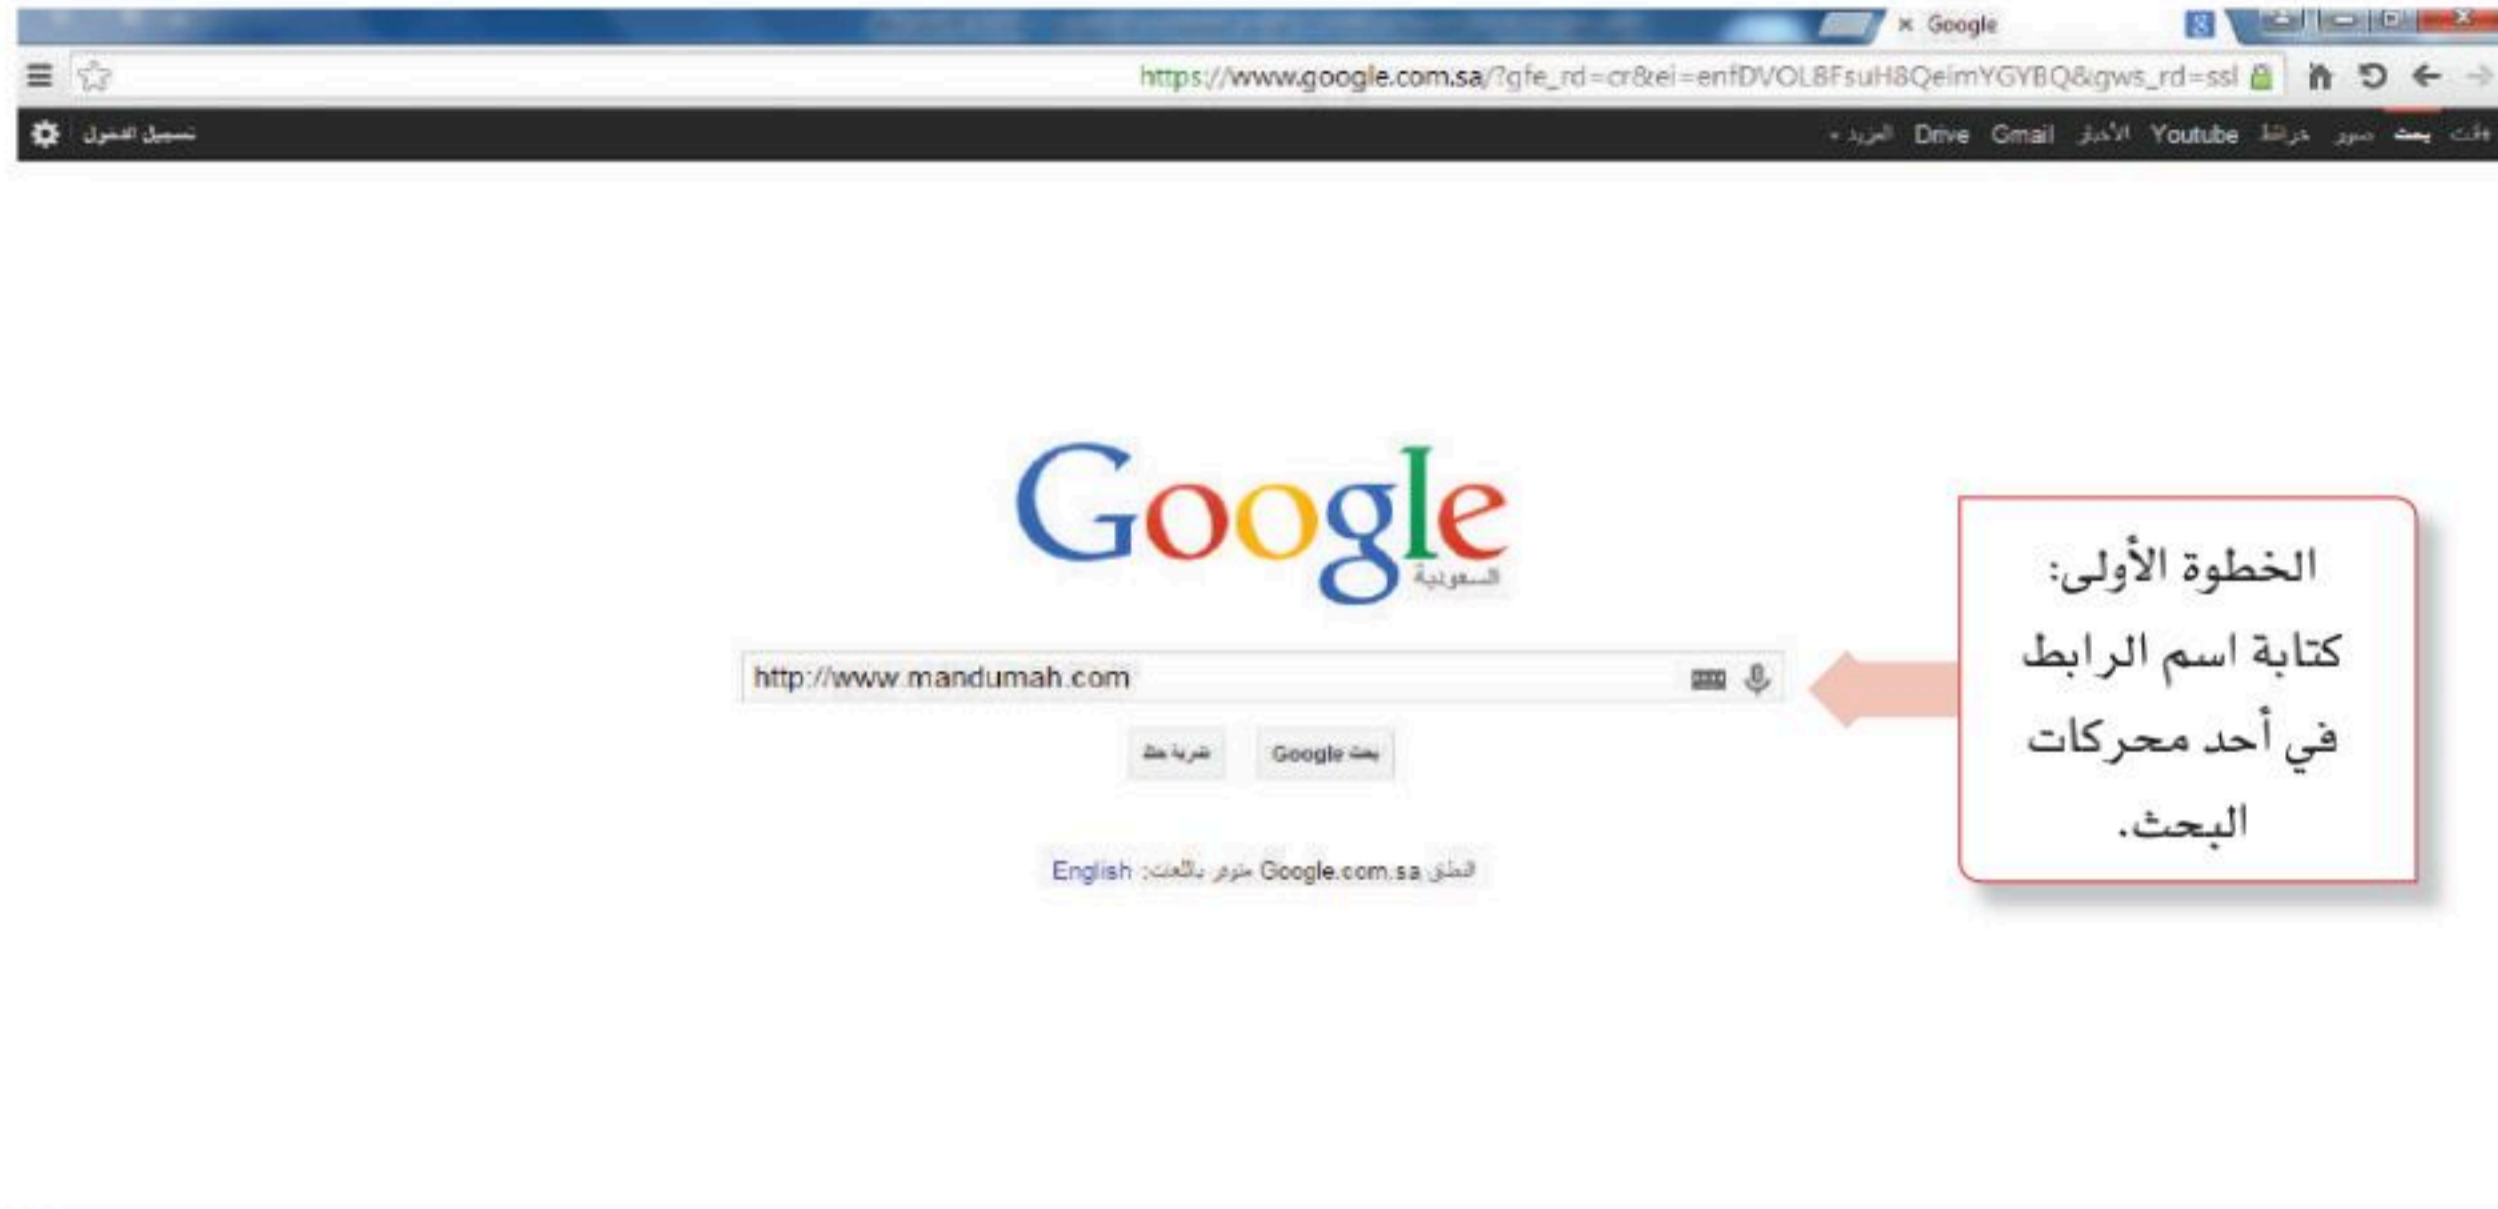 Google
https://www.google.com.sa/?gfe_rd=cr&ei=enfDVOL8FsuH8QeimYGYBQ&gws_rd=ssl
بحث صور خرائط Youtube الأخبار Gmail Drive المزيد
تسجيل الدخول
Google
السعودية
http://www.mandumah.com
بحث Google
ضربة حظ
النطاق Google.com.sa متوفر باللغات: English
الخطوة الأولى:
كتابة اسم الرابط
في أحد محركات
البحث.